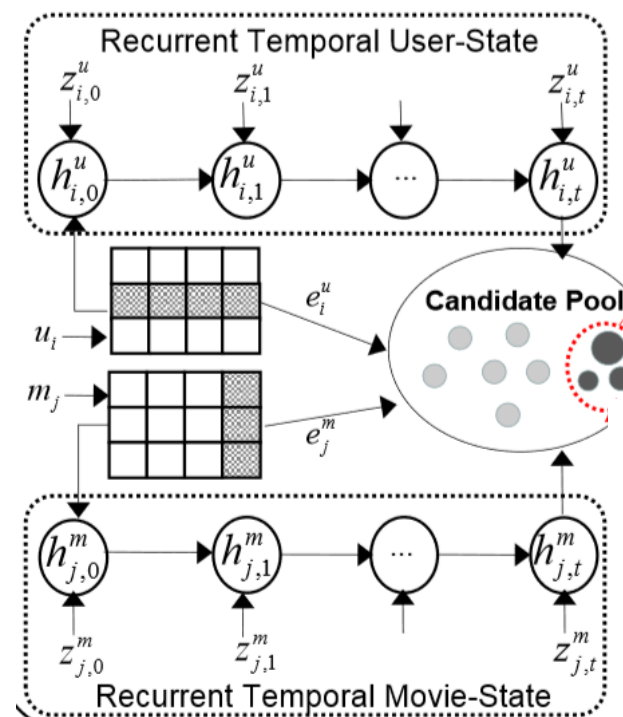 Recurrent Temporal User-State
z^u_{i,0} z^u_{i,1} z^u_{i,t}
h^u_{i,0} h^u_{i,1} ... h^u_{i,t}
e^u_i
Candidate Pool
u_i
m_j
e^m_j
h^m_{j,0} h^m_{j,1} ... h^m_{j,t}
z^m_{j,0} z^m_{j,1} z^m_{j,t}
Recurrent Temporal Movie-State